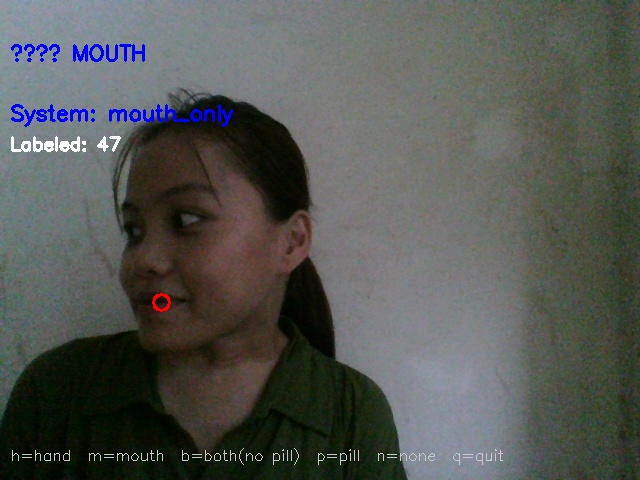 ???? MOUTH
System: mouth_only
Labeled: 47
h=hand m=mouth b=both(no pill) p=pill n=none q=quit